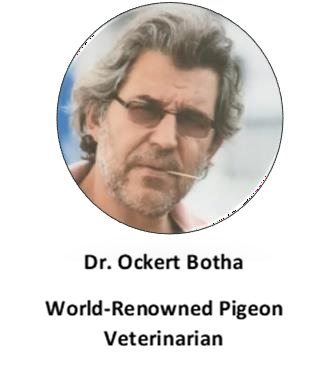 Dr. Ockert Botha
World-Renowned Pigeon
Veterinarian